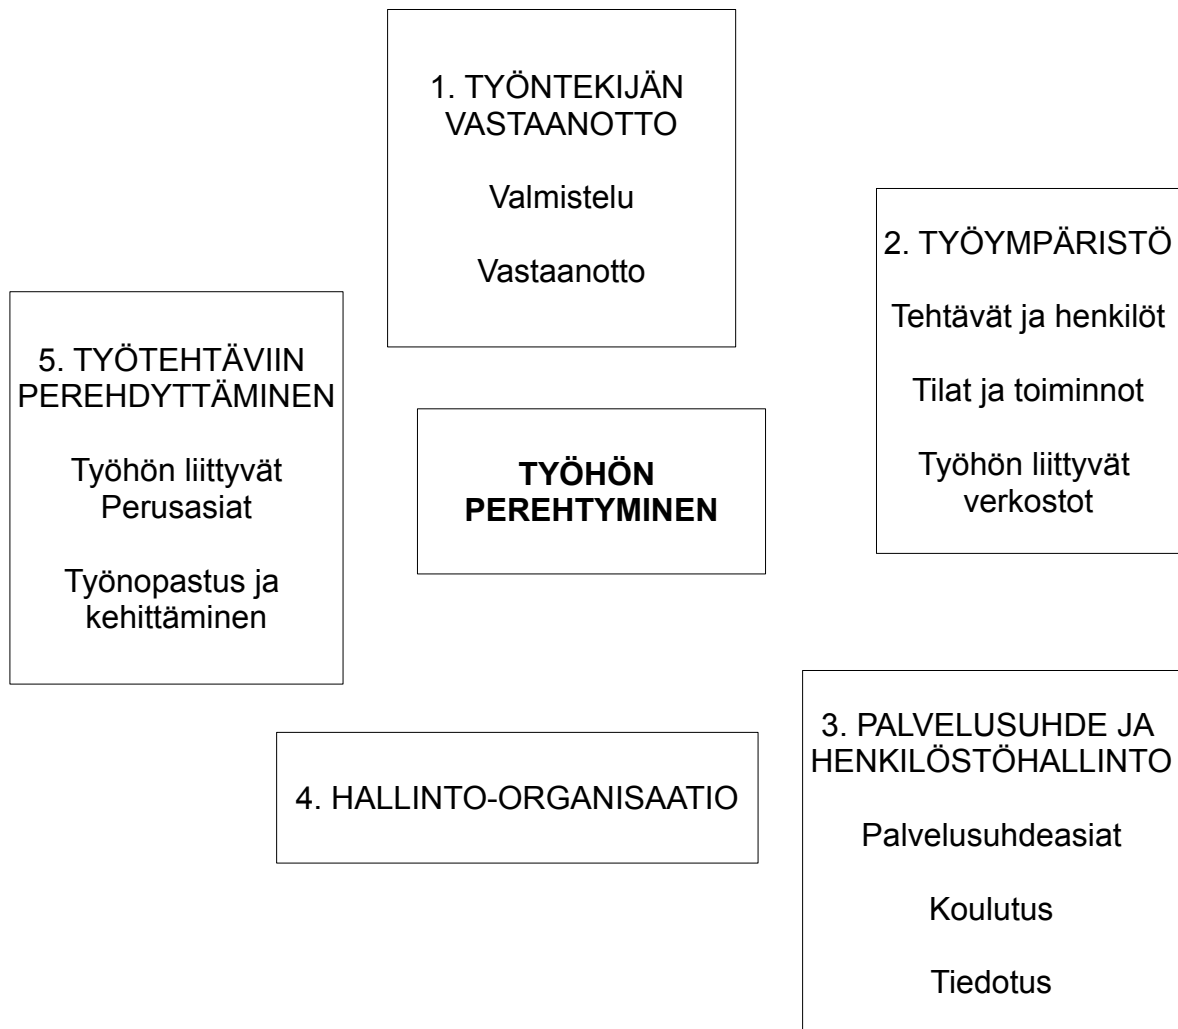 1. TYÖNTEKIJÄN
VASTAANOTTO
Valmistelu
Vastaanotto
2. TYÖYMPÄRISTÖ
Tehtävät ja henkilöt
Tilat ja toiminnot
Työhön liittyvät
verkostot
3. PALVELUSUHDE JA
HENKILÖSTÖHALLINTO
Palvelusuhdeasiat
Koulutus
Tiedotus
4. HALLINTO-ORGANISAATIO
5. TYÖTEHTÄVIIN
PEREHDYTTÄMINEN
Työhön liittyvät
Perusasiat
Työnopastus ja
kehittäminen
TYÖHÖN
PEREHTYMINEN